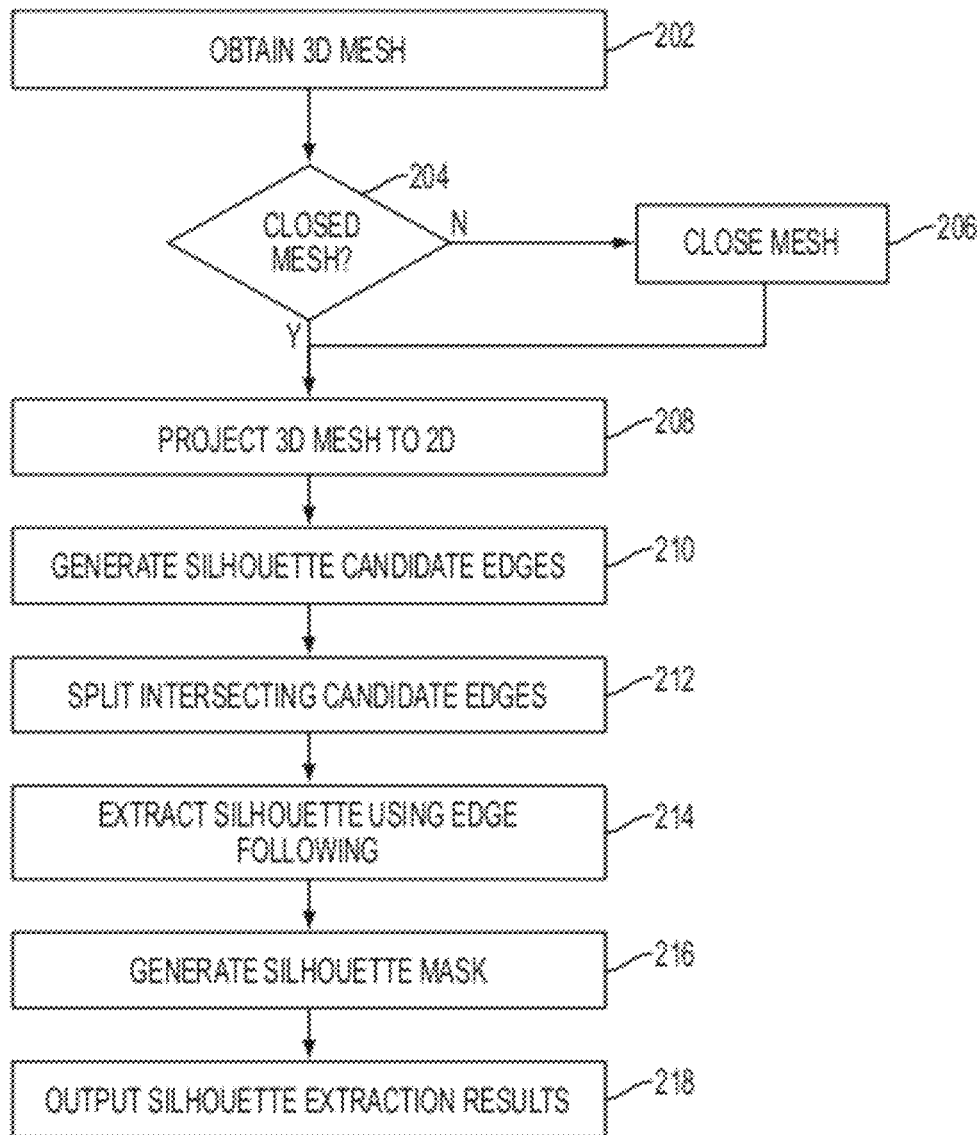 OBTAIN 3D MESH
202
204
CLOSED
MESH?
N
CLOSE MESH
206
Y
PROJECT 3D MESH TO 2D
208
GENERATE SILHOUETTE CANDIDATE EDGES
210
SPLIT INTERSECTING CANDIDATE EDGES
212
EXTRACT SILHOUETTE USING EDGE
FOLLOWING
214
GENERATE SILHOUETTE MASK
216
OUTPUT SILHOUETTE EXTRACTION RESULTS
218